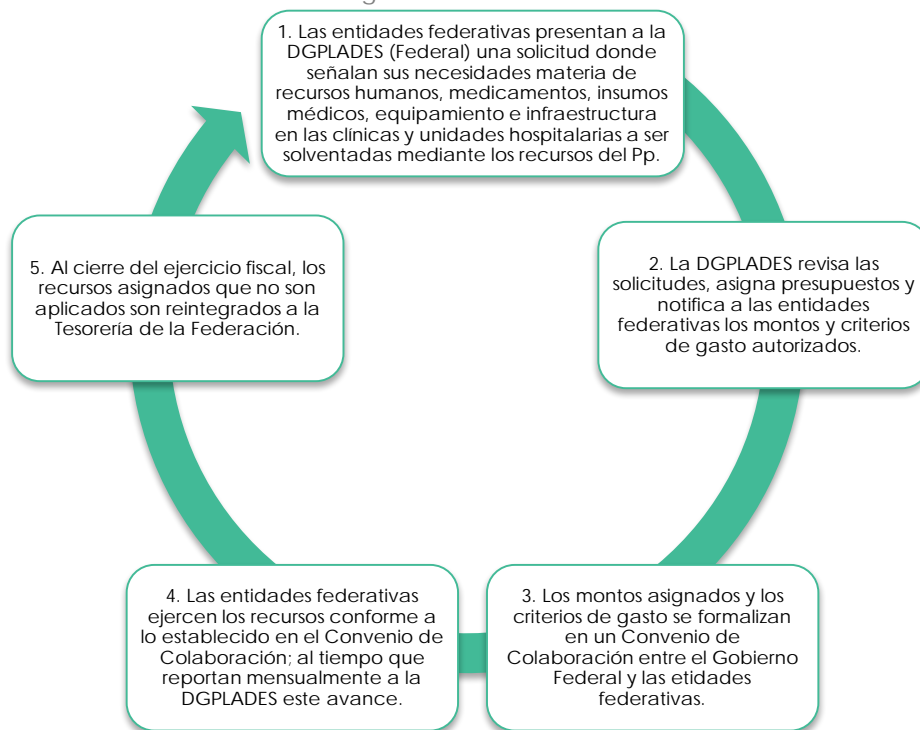 1. Las entidades federativas presentan a la
DGPLADES (Federal) una solicitud donde
señalan sus necesidades materia de
recursos humanos, medicamentos, insumos
médicos, equipamiento e infraestructura
en las clínicas y unidades hospitalarias a ser
solventadas mediante los recursos del Pp.
2. La DGPLADES revisa las
solicitudes, asigna presupuestos y
notifica a las entidades
federativas los montos y criterios
de gasto autorizados.
3. Los montos asignados y los
criterios de gasto se formalizan
en un Convenio de
Colaboración entre el Gobierno
Federal y las etidades
federativas.
4. Las entidades federativas
ejercen los recursos conforme a
lo establecido en el Convenio de
Colaboración; al tiempo que
reportan mensualmente a la
DGPLADES este avance.
5. Al cierre del ejercicio fiscal, los
recursos asignados que no son
aplicados son reintegrados a la
Tesorería de la Federación.